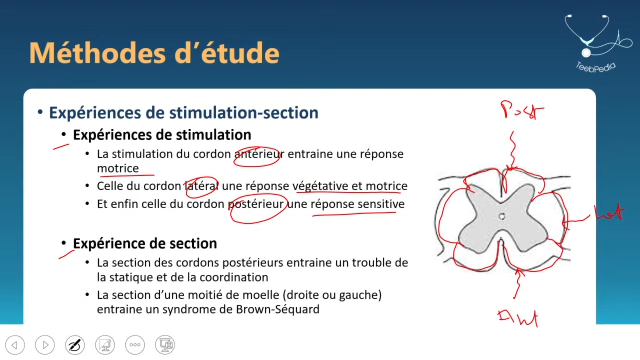 Méthodes d'étude
TeebPedia
• Expériences de stimulation-section
• Expériences de stimulation
• La stimulation du cordon antérieur entraine une réponse
motrice
• Celle du cordon latéral une réponse végétative et motrice
• Et enfin celle du cordon postérieur une réponse sensitive
• Expérience de section
• La section des cordons postérieurs entraine un trouble de
la statique et de la coordination
• La section d'une moitié de moelle (droite ou gauche)
entraine un syndrome de Brown-Séquard
Post
Lat
Ant